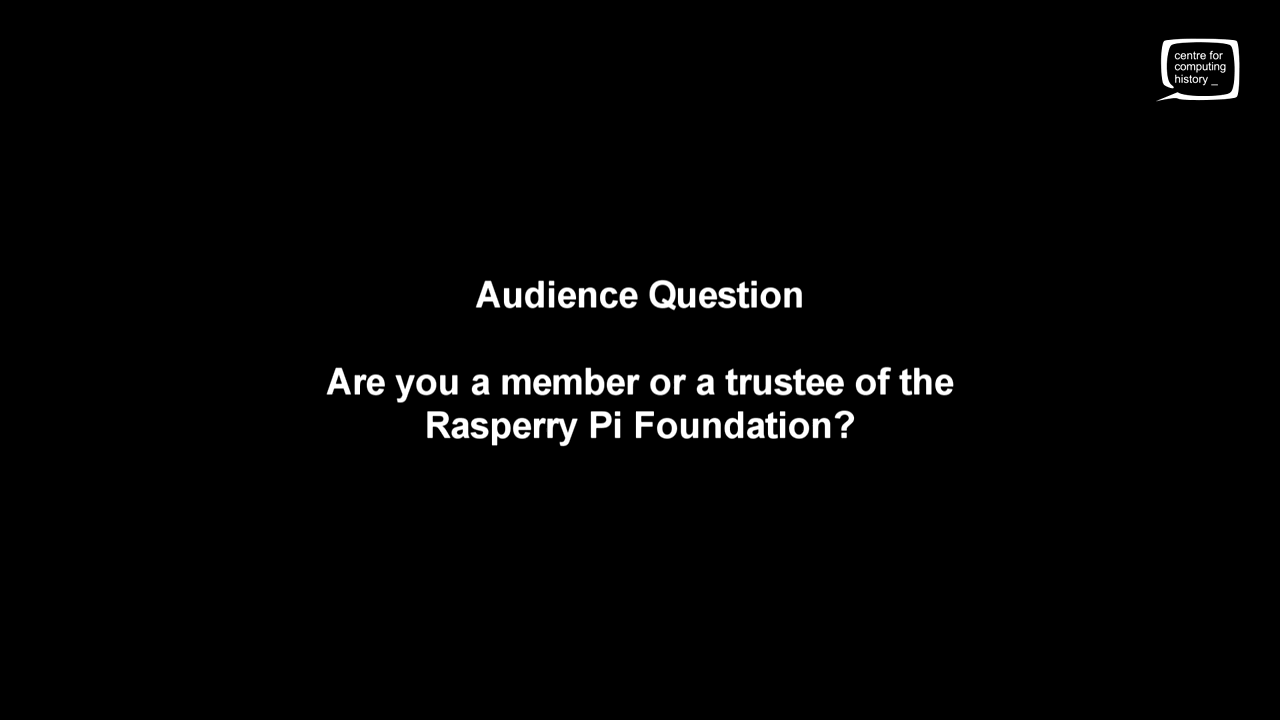 centre for
computing
history _
Audience Question
Are you a member or a trustee of the
Rasperry Pi Foundation?